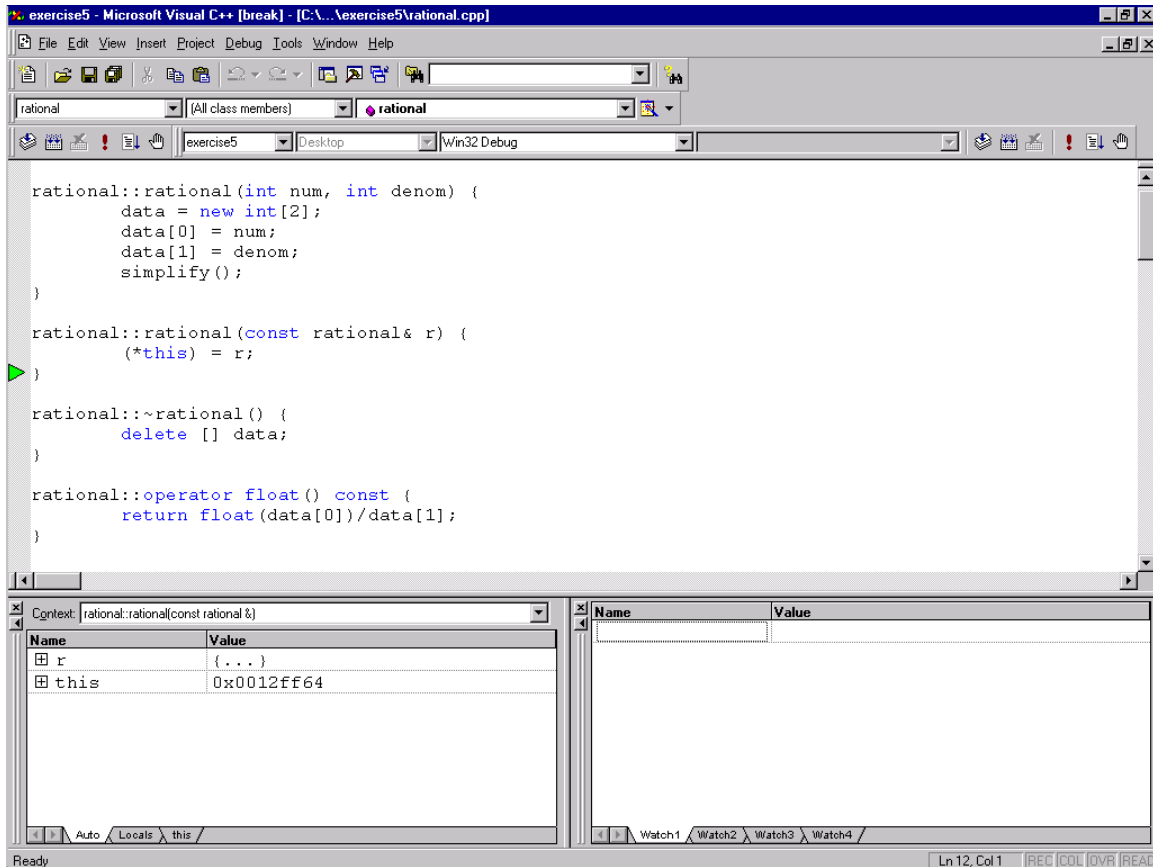 exercise5 - Microsoft Visual C++ [break] - [C:\...\exercise5\rational.cpp]
File Edit View Insert Project Debug Tools Window Help
rational (All class members) rational
exercise5 Desktop Win32 Debug
rational::rational(int num, int denom) {
data = new int[2];
data[0] = num;
data[1] = denom;
simplify();
}
rational::rational(const rational& r) {
(*this) = r;
}
rational::~rational() {
delete [] data;
}
rational::operator float() const {
return float(data[0])/data[1];
}
Context: rational::rational(const rational &)
Name Value
r {...}
this 0x0012ff64
Auto Locals this
Name Value
Watch1 Watch2 Watch3 Watch4
Ready Ln 12, Col 1 REC COL OVR READ